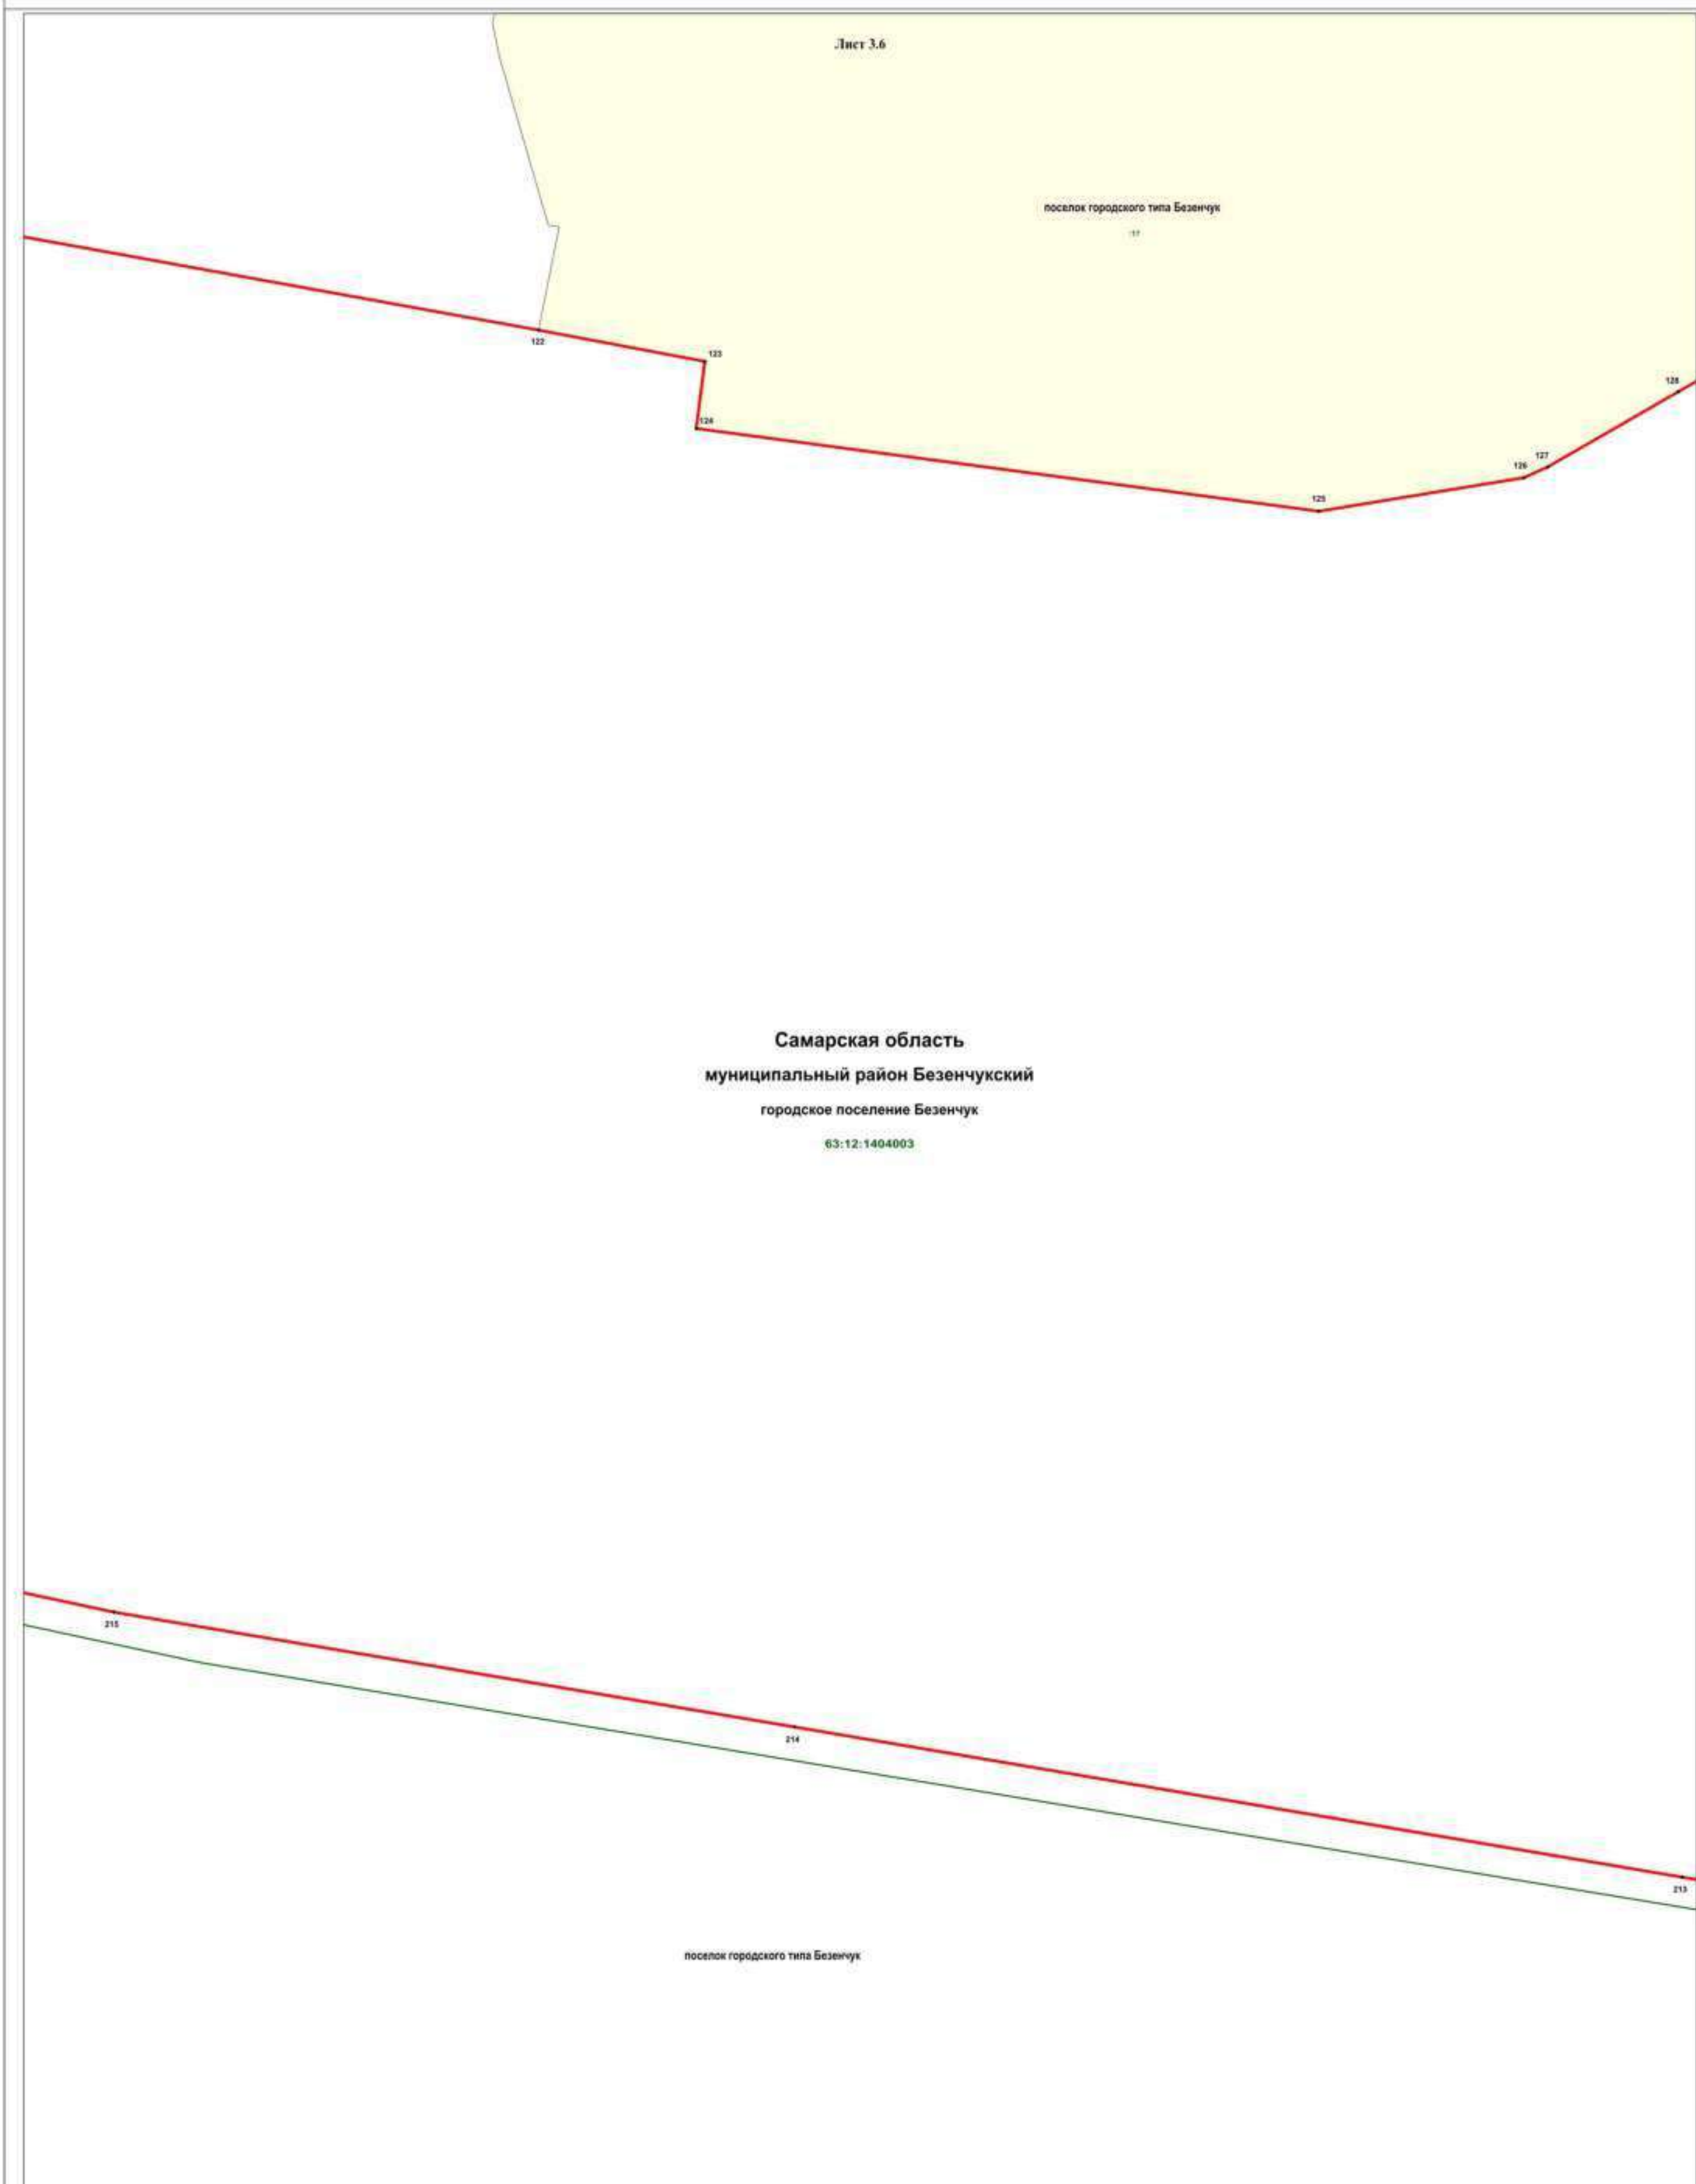 Лист 3.6
поселок городского типа Безенчук
:17
122
123
128
124
127
126
125
Самарская область
муниципальный район Безенчукский
городское поселение Безенчук
63:12:1404003
215
214
213
поселок городского типа Безенчук